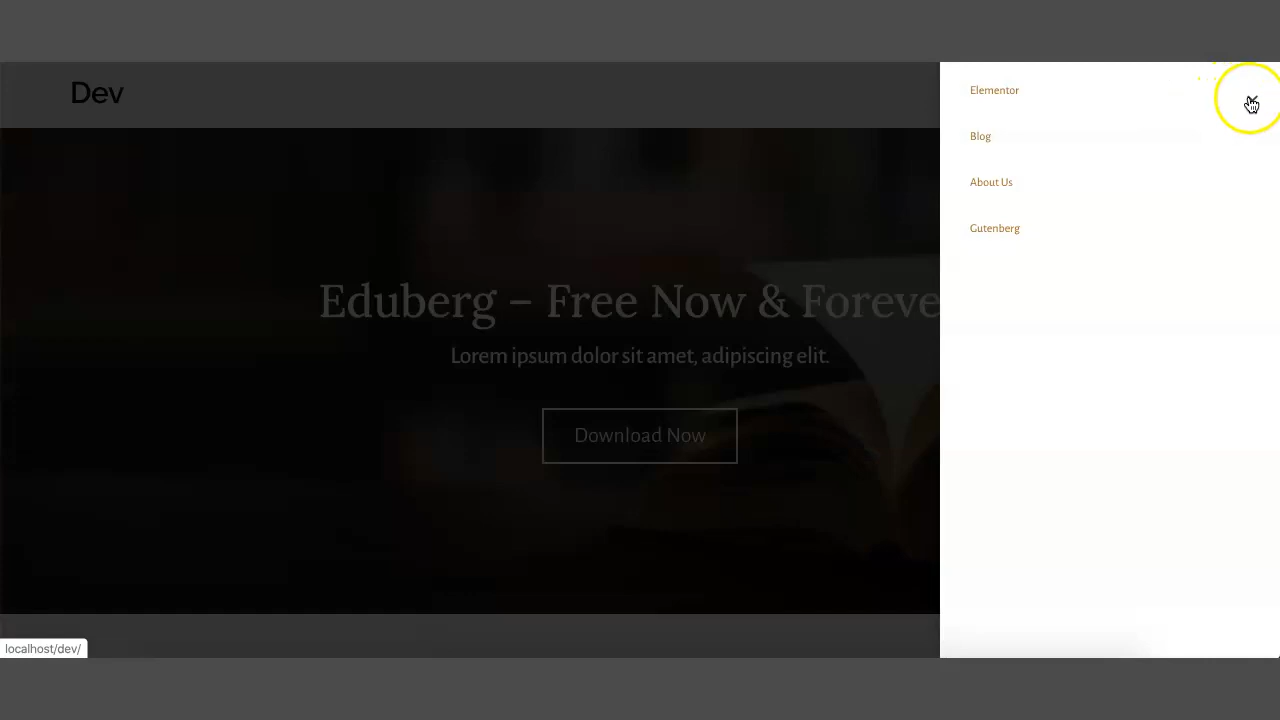 Dev
Elementor
Blog
About Us
Gutenberg
Eduberg – Free Now & Foreve
Lorem ipsum dolor sit amet, adipiscing elit.
Download Now
localhost/dev/